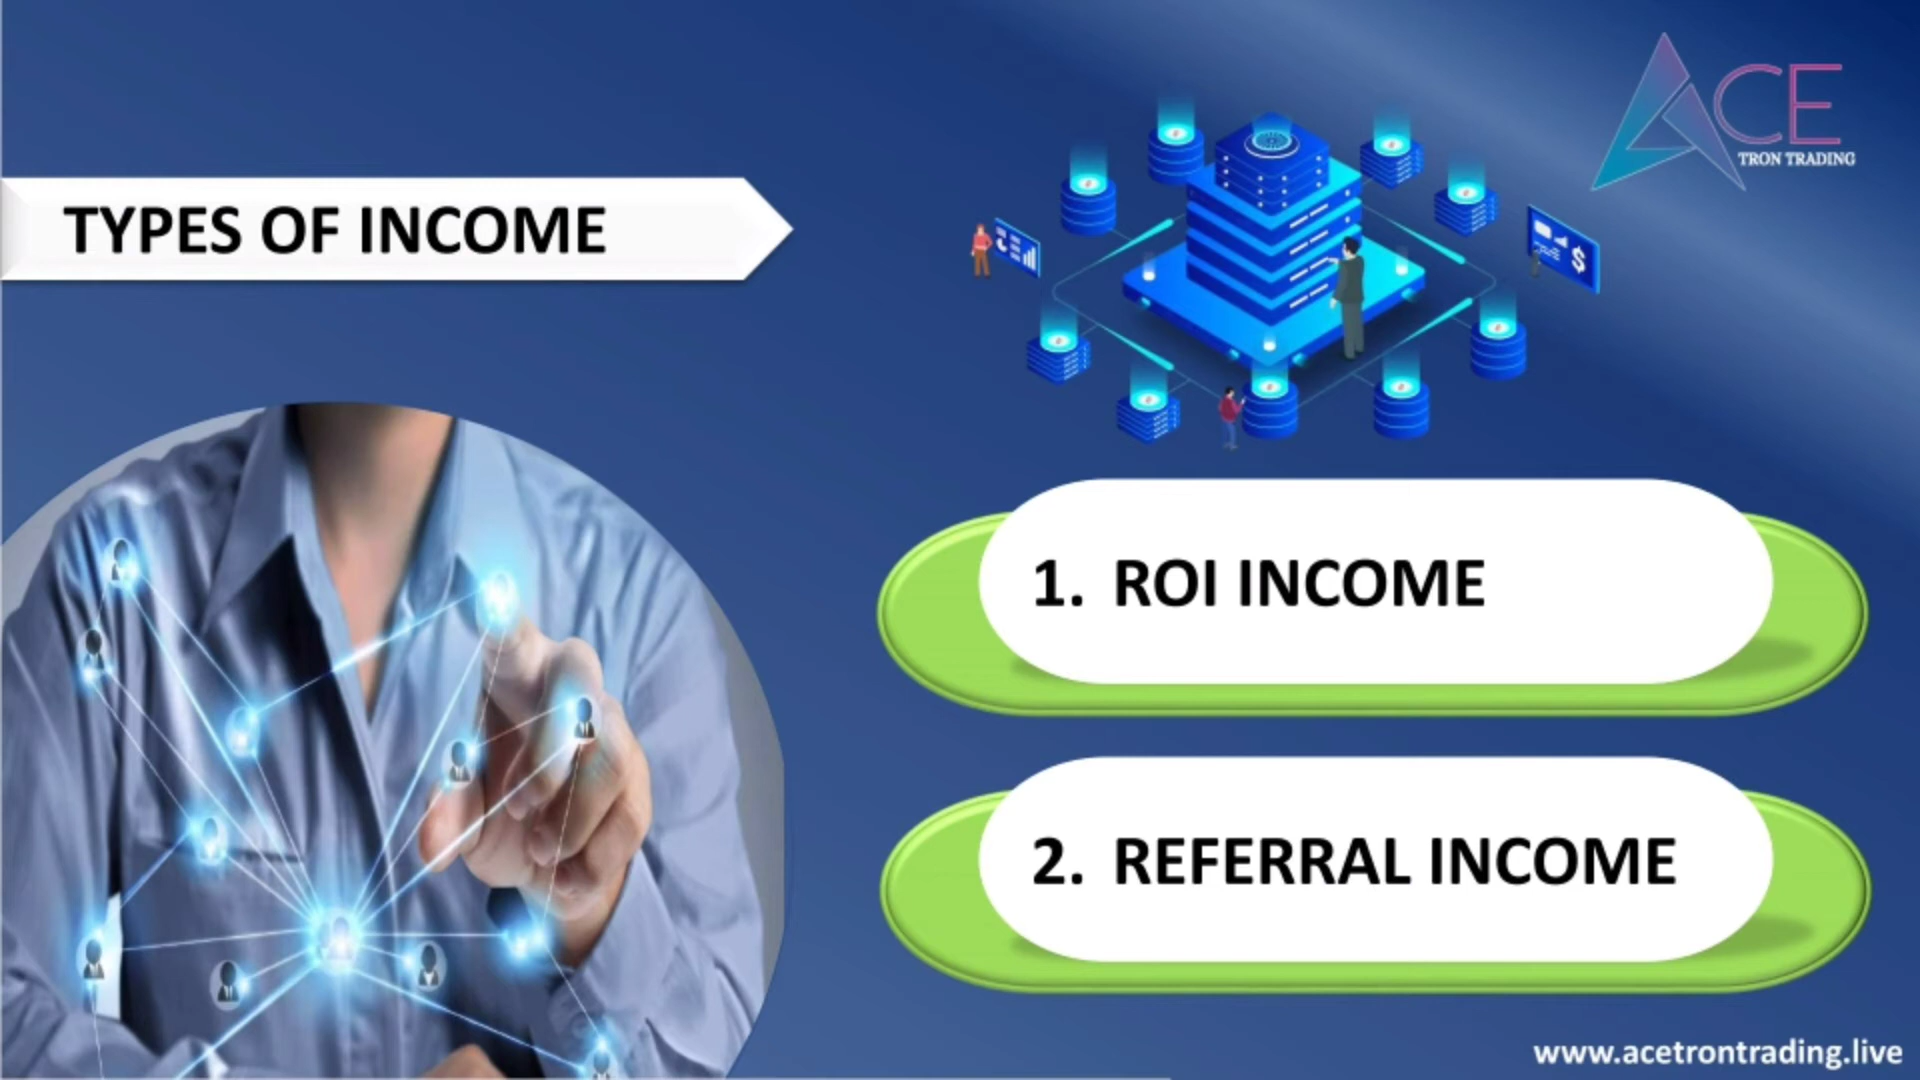 ACE
TRON TRADING
TYPES OF INCOME
1. ROI INCOME
2. REFERRAL INCOME
www.acetrontrading.live